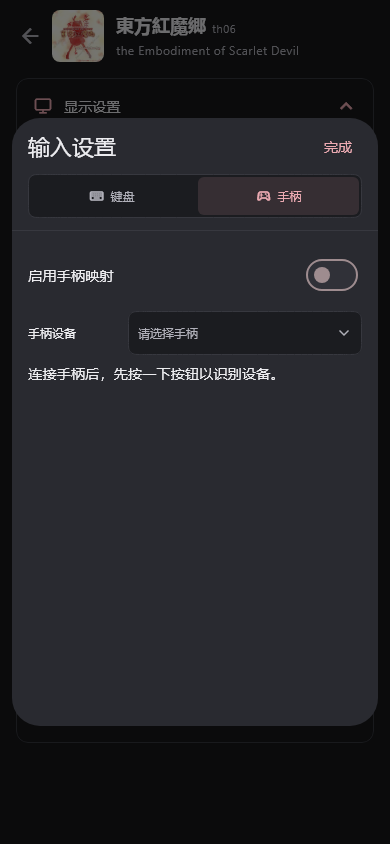 東方紅魔郷 th06
the Embodiment of Scarlet Devil
显示设置
输入设置
完成
键盘
手柄
启用手柄映射
手柄设备
请选择手柄
连接手柄后，先按一下按钮以识别设备。